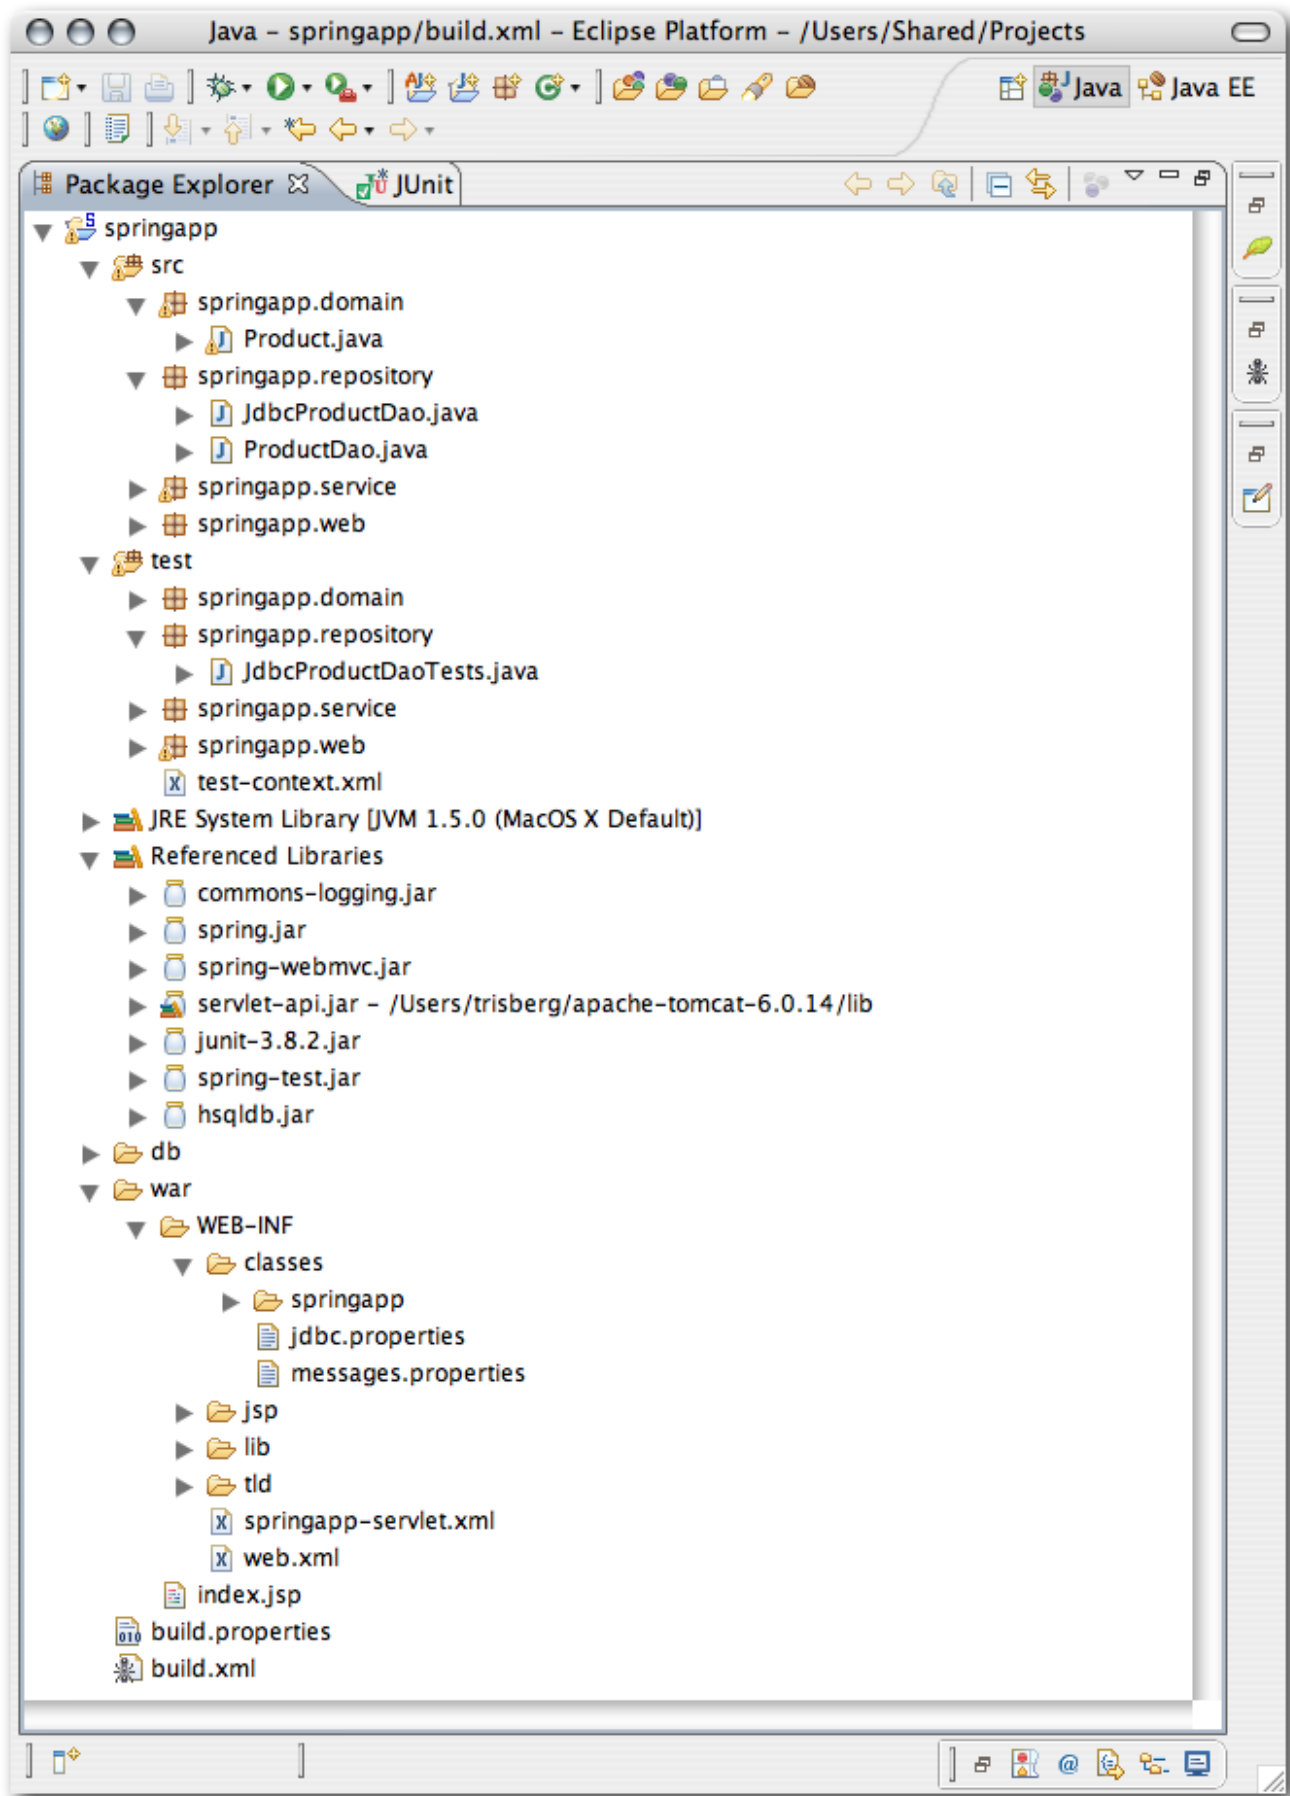 Java – springapp/build.xml – Eclipse Platform – /Users/Shared/Projects
Java Java EE
Package Explorer JUnit
springapp
src
springapp.domain
Product.java
springapp.repository
JdbcProductDao.java
ProductDao.java
springapp.service
springapp.web
test
springapp.domain
springapp.repository
JdbcProductDaoTests.java
springapp.service
springapp.web
test-context.xml
JRE System Library [JVM 1.5.0 (MacOS X Default)]
Referenced Libraries
commons-logging.jar
spring.jar
spring-webmvc.jar
servlet-api.jar – /Users/trisberg/apache-tomcat-6.0.14/lib
junit-3.8.2.jar
spring-test.jar
hsqldb.jar
db
war
WEB-INF
classes
springapp
jdbc.properties
messages.properties
jsp
lib
tld
springapp-servlet.xml
web.xml
index.jsp
build.properties
build.xml